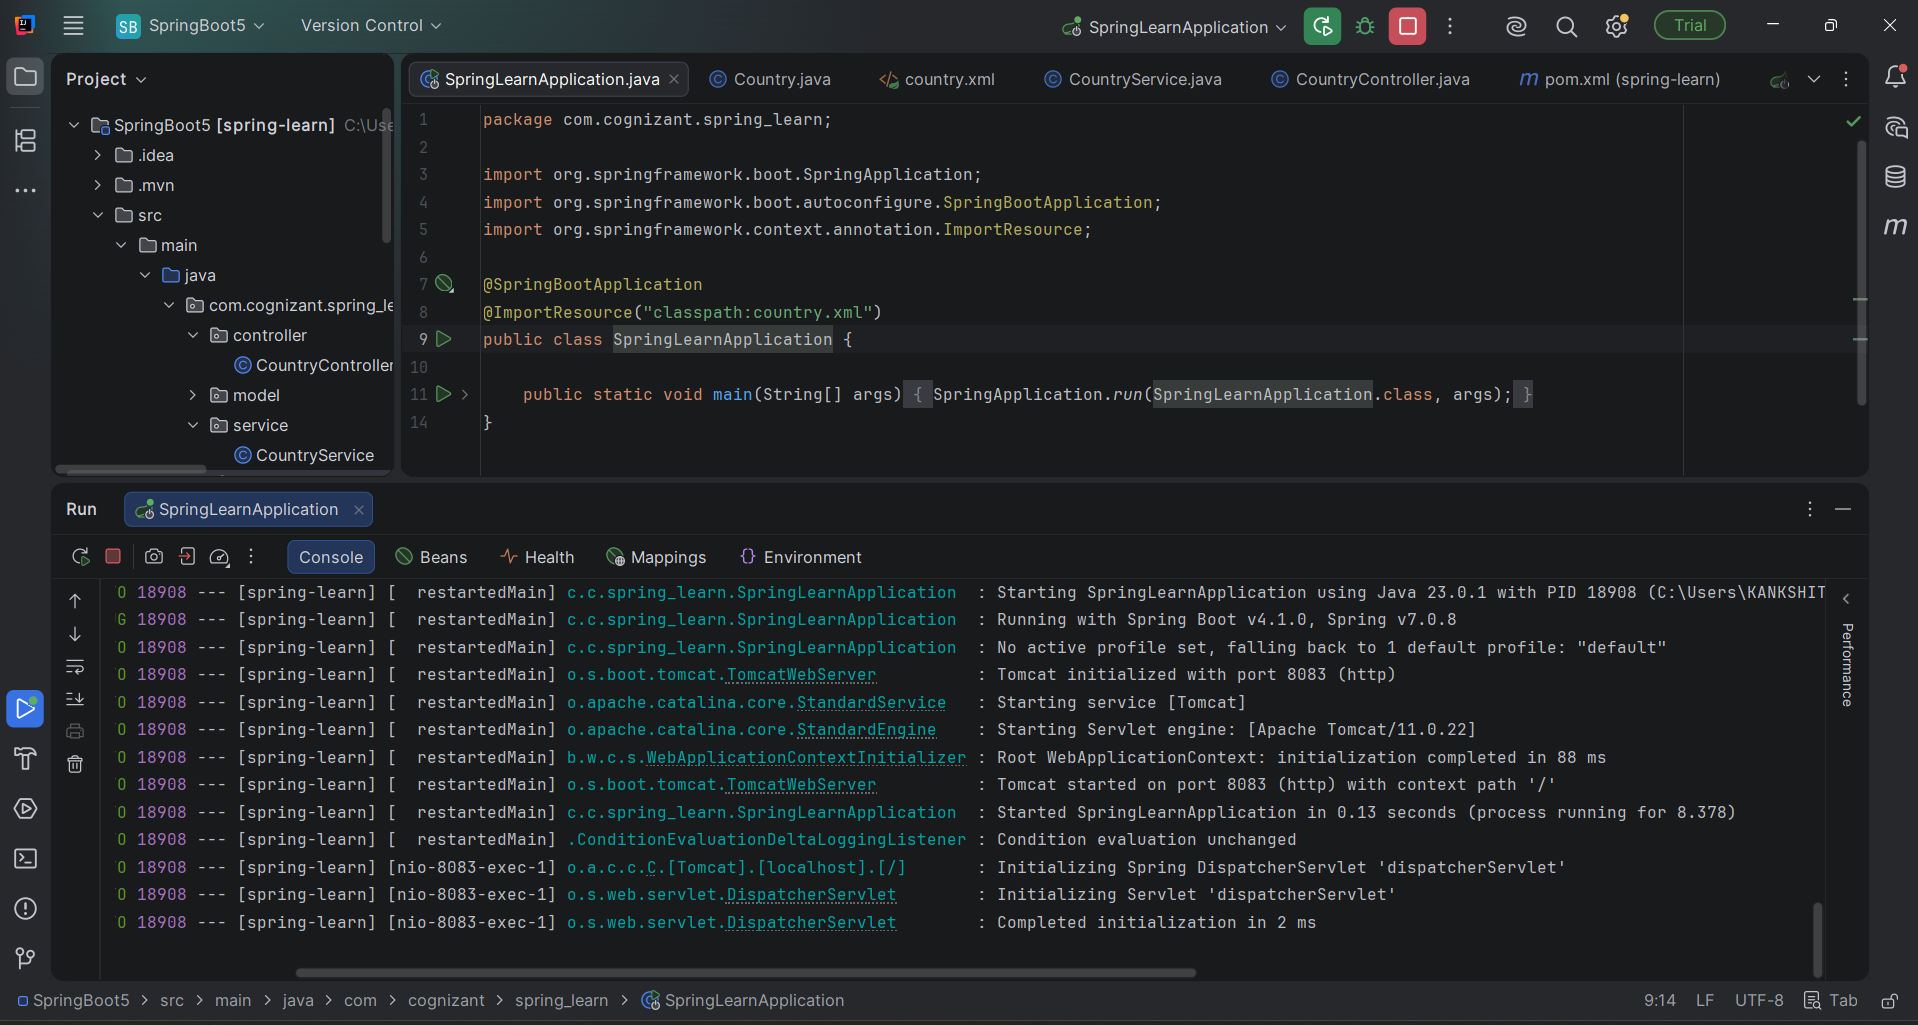 SB SpringBoot5 Version Control SpringLearnApplication Trial
Project
SpringLearnApplication.java Country.java country.xml CountryService.java CountryController.java pom.xml (spring-learn)
SpringBoot5 [spring-learn] C:\Use
.idea
.mvn
src
main
java
com.cognizant.spring_le
controller
CountryController
model
service
CountryService
1 package com.cognizant.spring_learn;
2
3 import org.springframework.boot.SpringApplication;
4 import org.springframework.boot.autoconfigure.SpringBootApplication;
5 import org.springframework.context.annotation.ImportResource;
6
7 @SpringBootApplication
8 @ImportResource("classpath:country.xml")
9 public class SpringLearnApplication {
10
11 public static void main(String[] args) { SpringApplication.run(SpringLearnApplication.class, args); }
14 }
Run SpringLearnApplication
Console Beans Health Mappings Environment
O 18908 --- [spring-learn] [  restartedMain] c.c.spring_learn.SpringLearnApplication : Starting SpringLearnApplication using Java 23.0.1 with PID 18908 (C:\Users\KANKSHIT
G 18908 --- [spring-learn] [  restartedMain] c.c.spring_learn.SpringLearnApplication : Running with Spring Boot v4.1.0, Spring v7.0.8
O 18908 --- [spring-learn] [  restartedMain] c.c.spring_learn.SpringLearnApplication : No active profile set, falling back to 1 default profile: "default"
O 18908 --- [spring-learn] [  restartedMain] o.s.boot.tomcat.TomcatWebServer : Tomcat initialized with port 8083 (http)
O 18908 --- [spring-learn] [  restartedMain] o.apache.catalina.core.StandardService : Starting service [Tomcat]
O 18908 --- [spring-learn] [  restartedMain] o.apache.catalina.core.StandardEngine : Starting Servlet engine: [Apache Tomcat/11.0.22]
O 18908 --- [spring-learn] [  restartedMain] b.w.c.s.WebApplicationContextInitializer : Root WebApplicationContext: initialization completed in 88 ms
O 18908 --- [spring-learn] [  restartedMain] o.s.boot.tomcat.TomcatWebServer : Tomcat started on port 8083 (http) with context path '/'
O 18908 --- [spring-learn] [  restartedMain] c.c.spring_learn.SpringLearnApplication : Started SpringLearnApplication in 0.13 seconds (process running for 8.378)
O 18908 --- [spring-learn] [  restartedMain] .ConditionEvaluationDeltaLoggingListener : Condition evaluation unchanged
O 18908 --- [spring-learn] [nio-8083-exec-1] o.a.c.c.C.[Tomcat].[localhost].[/] : Initializing Spring DispatcherServlet 'dispatcherServlet'
O 18908 --- [spring-learn] [nio-8083-exec-1] o.s.web.servlet.DispatcherServlet : Initializing Servlet 'dispatcherServlet'
O 18908 --- [spring-learn] [nio-8083-exec-1] o.s.web.servlet.DispatcherServlet : Completed initialization in 2 ms
Performance
SpringBoot5 > src > main > java > com > cognizant > spring_learn > SpringLearnApplication 9:14 LF UTF-8 Tab